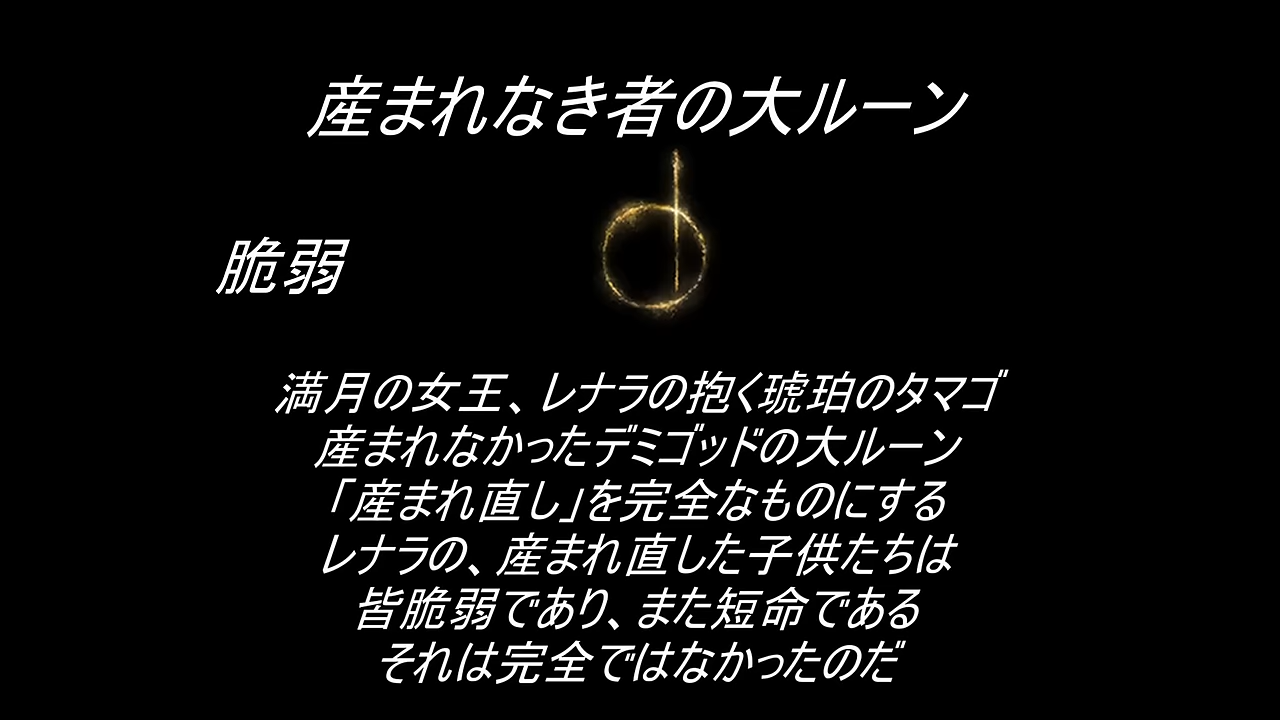 産まれなき者の大ルーン
脆弱
満月の女王、レナラの抱く琥珀のタマゴ
産まれなかったデミゴッドの大ルーン
「産まれ直し」を完全なものにする
レナラの、産まれ直した子供たちは
皆脆弱であり、また短命である
それは完全ではなかったのだ